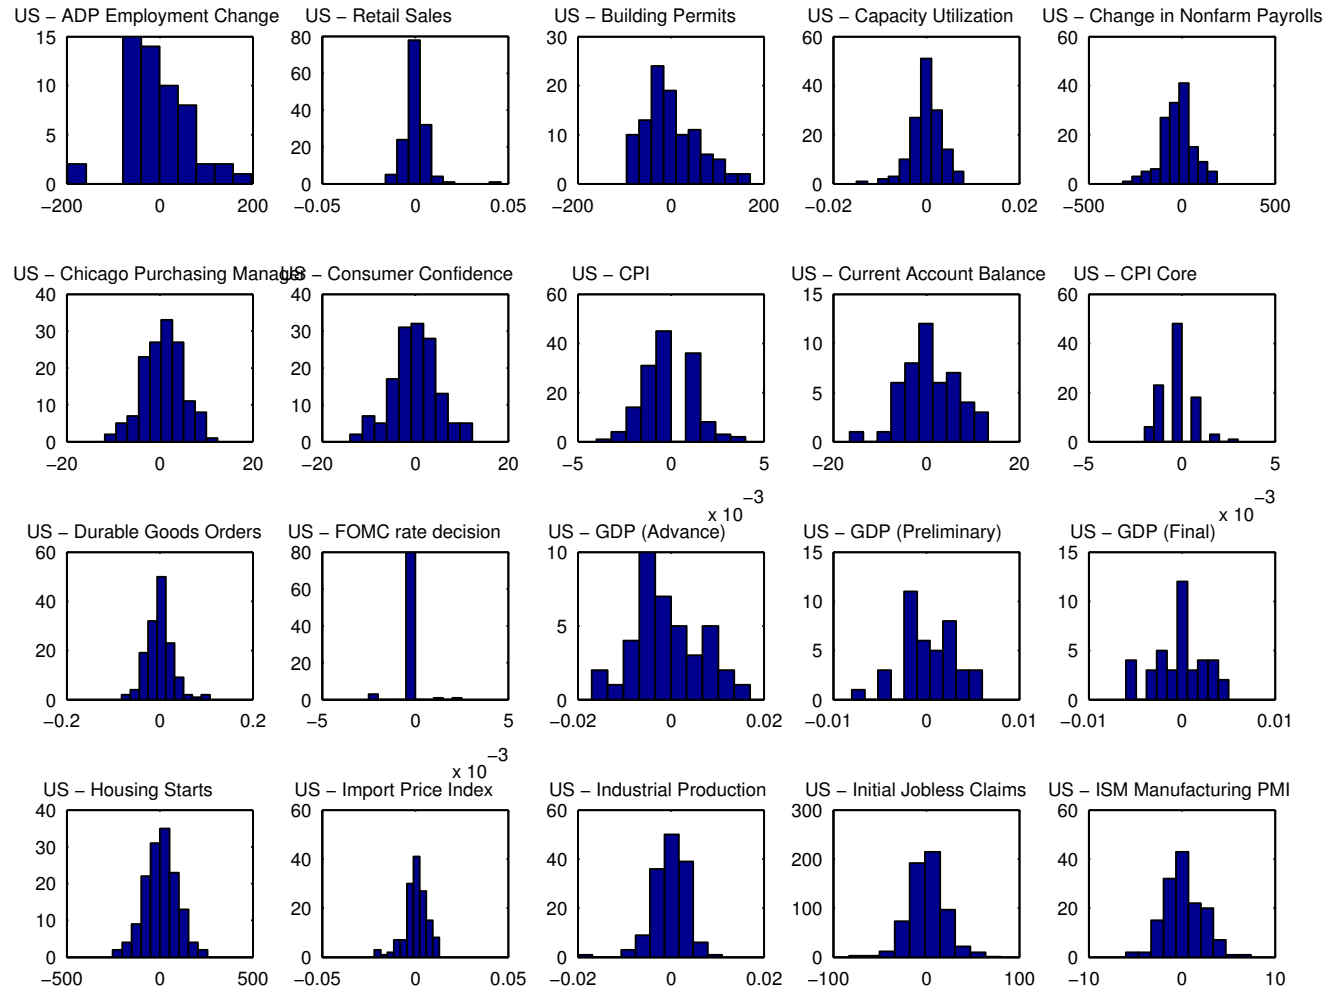 US − ADP Employment Change US − Retail Sales US − Building Permits US − Capacity Utilization US − Change in Nonfarm Payrolls
15 80 30 60 60
60
10 20 40 40
40
5 10 20 20
20
0 0 0 0 0
−200 0 200 −0.05 0 0.05 −200 0 200 −0.02 0 0.02 −500 0 500
US − Chicago Purchasing Manager US − Consumer Confidence US − CPI US − Current Account Balance US − CPI Core
40 40 60 15 60
30 30 40 10 40
20 20
10 10 20 5 20
0 0 0 0 0
−20 0 20 −20 0 20 −5 0 5 −20 0 20 −5 0 5
x 10−3 x 10−3
US − Durable Goods Orders US − FOMC rate decision US − GDP (Advance) US − GDP (Preliminary) US − GDP (Final)
60 80 10 15 15
60
40 10 10
40 5
20 5 5
20
0 0 0 0 0
−0.2 0 0.2 −5 0 5 −0.02 0 0.02 −0.01 0 0.01 −0.01 0 0.01
x 10−3
US − Housing Starts US − Import Price Index US − Industrial Production US − Initial Jobless Claims US − ISM Manufacturing PMI
40 60 60 300 60
30 40 40 200 40
20
10 20 20 100 20
0 0 0 0 0
−500 0 500 −0.05 0 0.05 −0.02 0 0.02 −100 0 100 −10 0 10